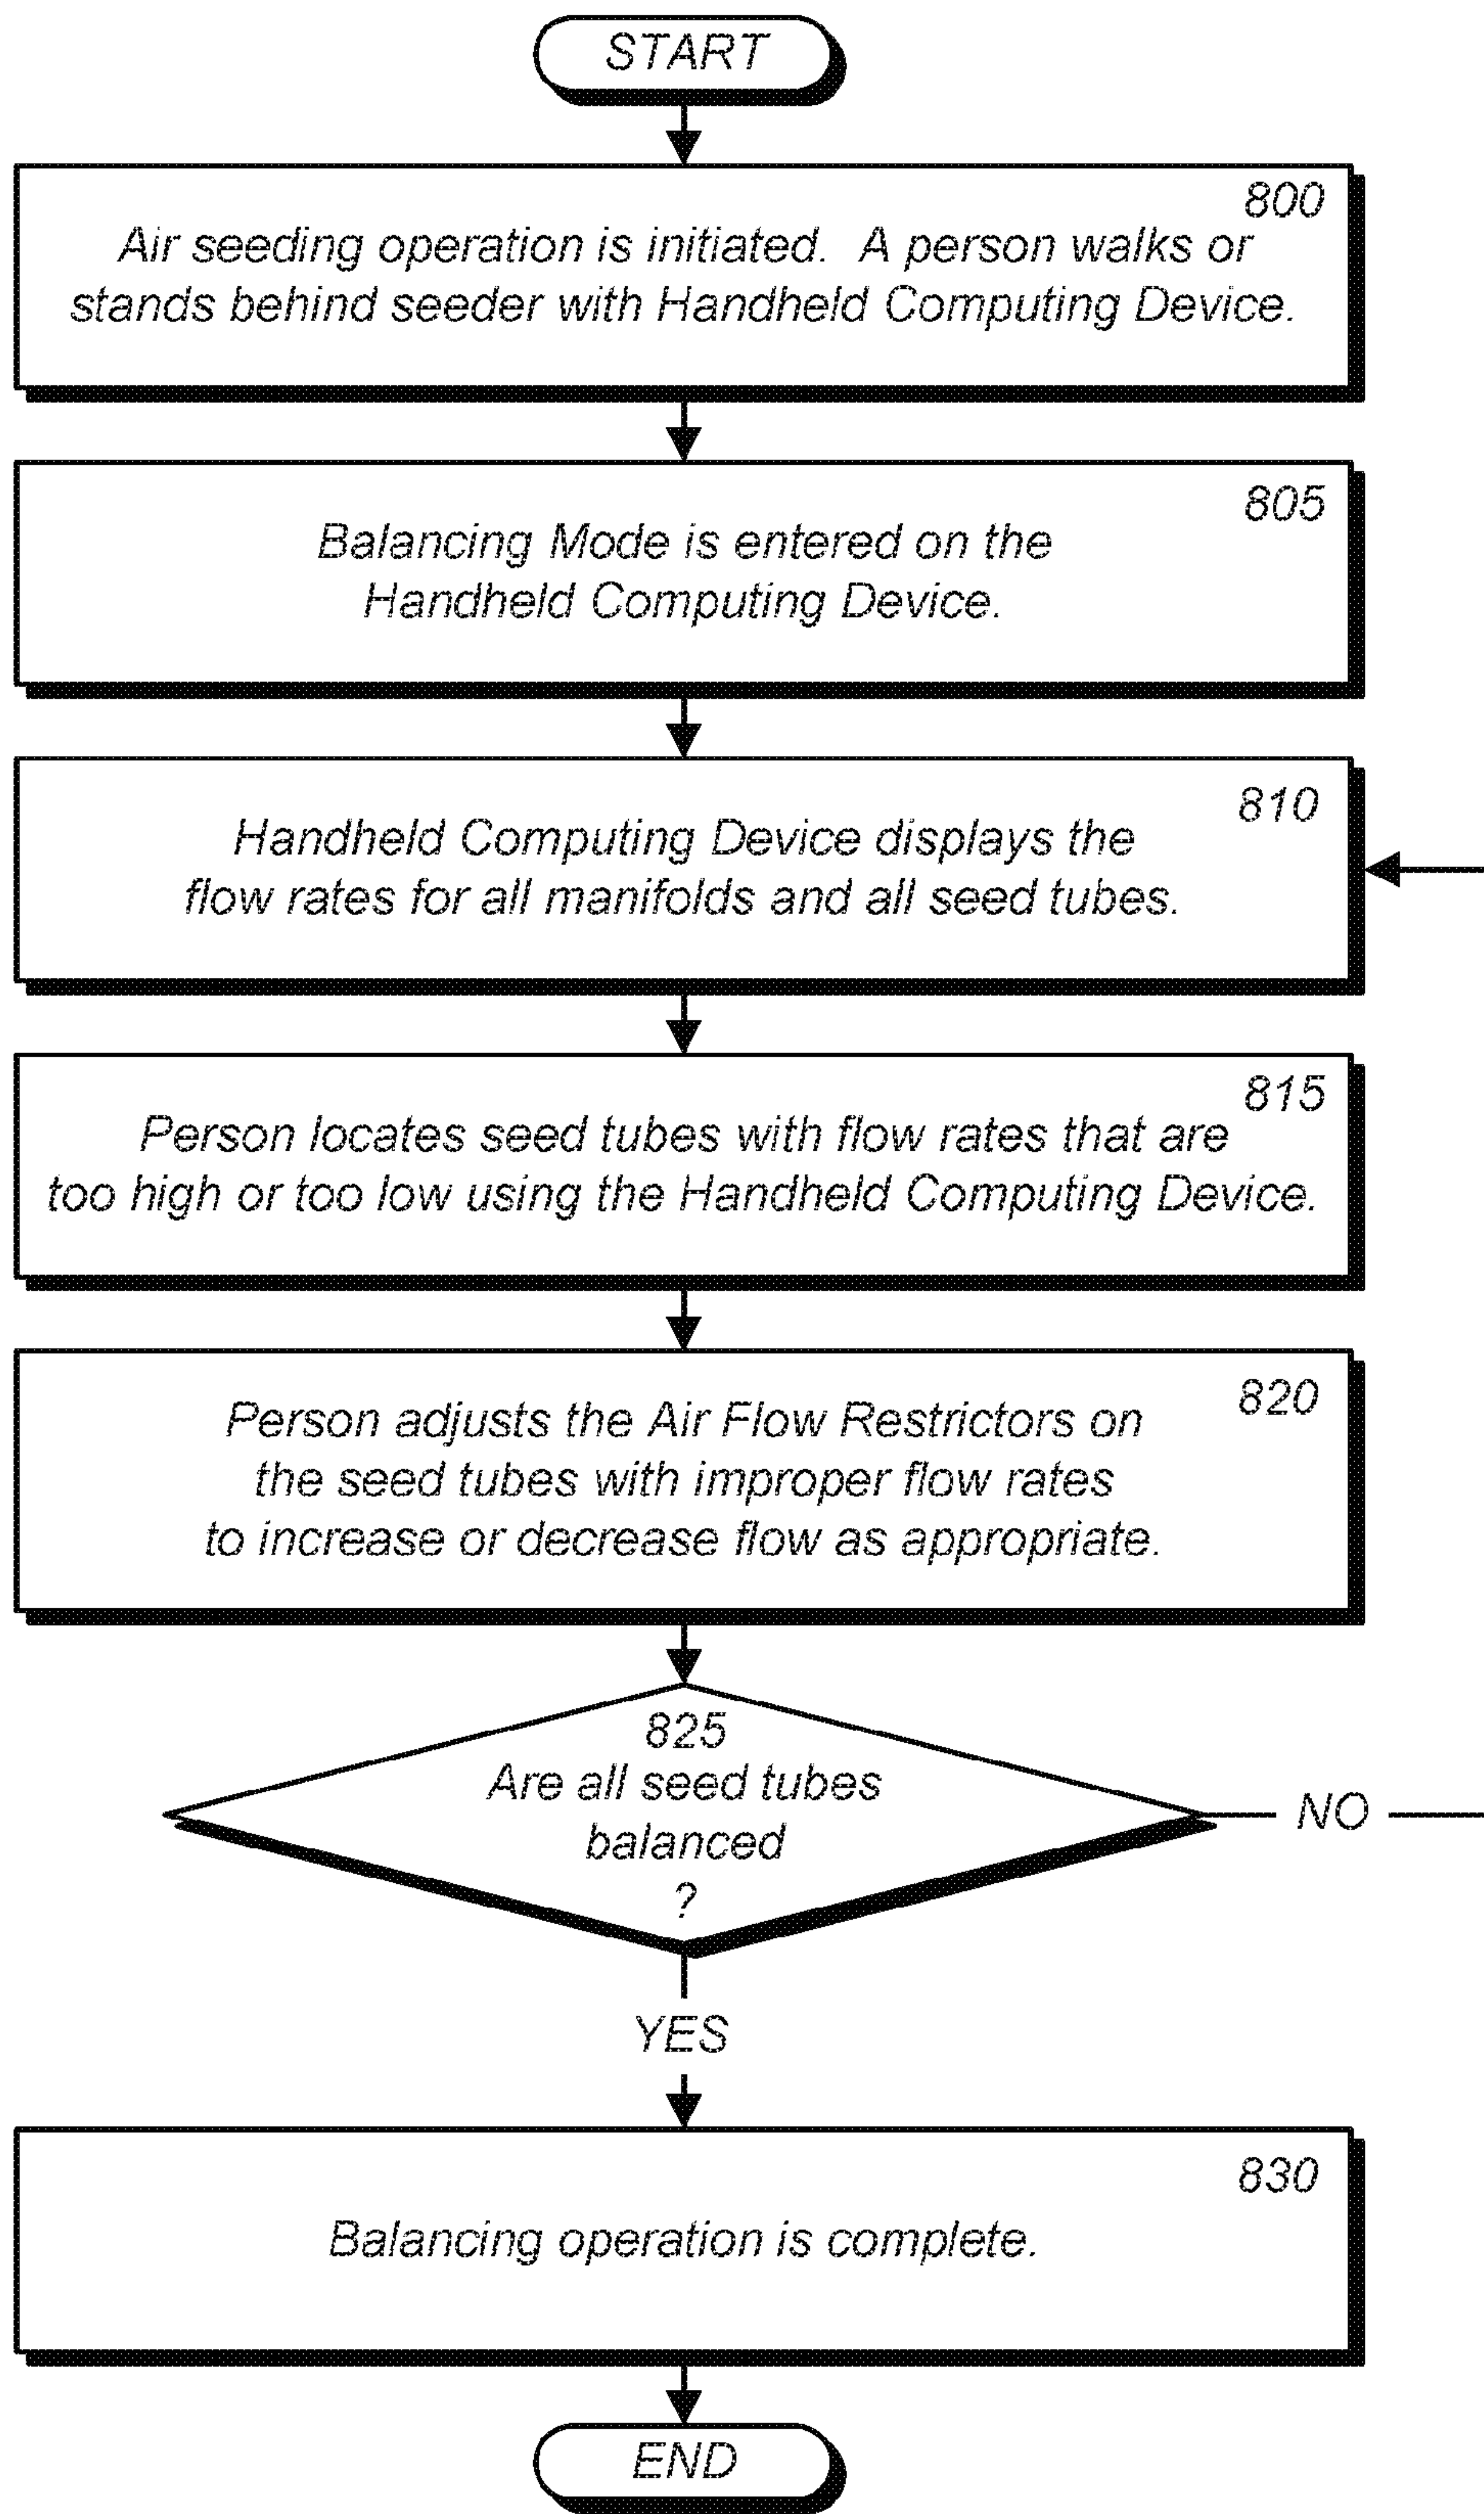 START
800
Air seeding operation is initiated. A person walks or
stands behind seeder with Handheld Computing Device.
805
Balancing Mode is entered on the
Handheld Computing Device.
810
Handheld Computing Device displays the
flow rates for all manifolds and all seed tubes.
815
Person locates seed tubes with flow rates that are
too high or too low using the Handheld Computing Device.
820
Person adjusts the Air Flow Restrictors on
the seed tubes with improper flow rates
to increase or decrease flow as appropriate.
825
Are all seed tubes
balanced
?
NO
YES
830
Balancing operation is complete.
END